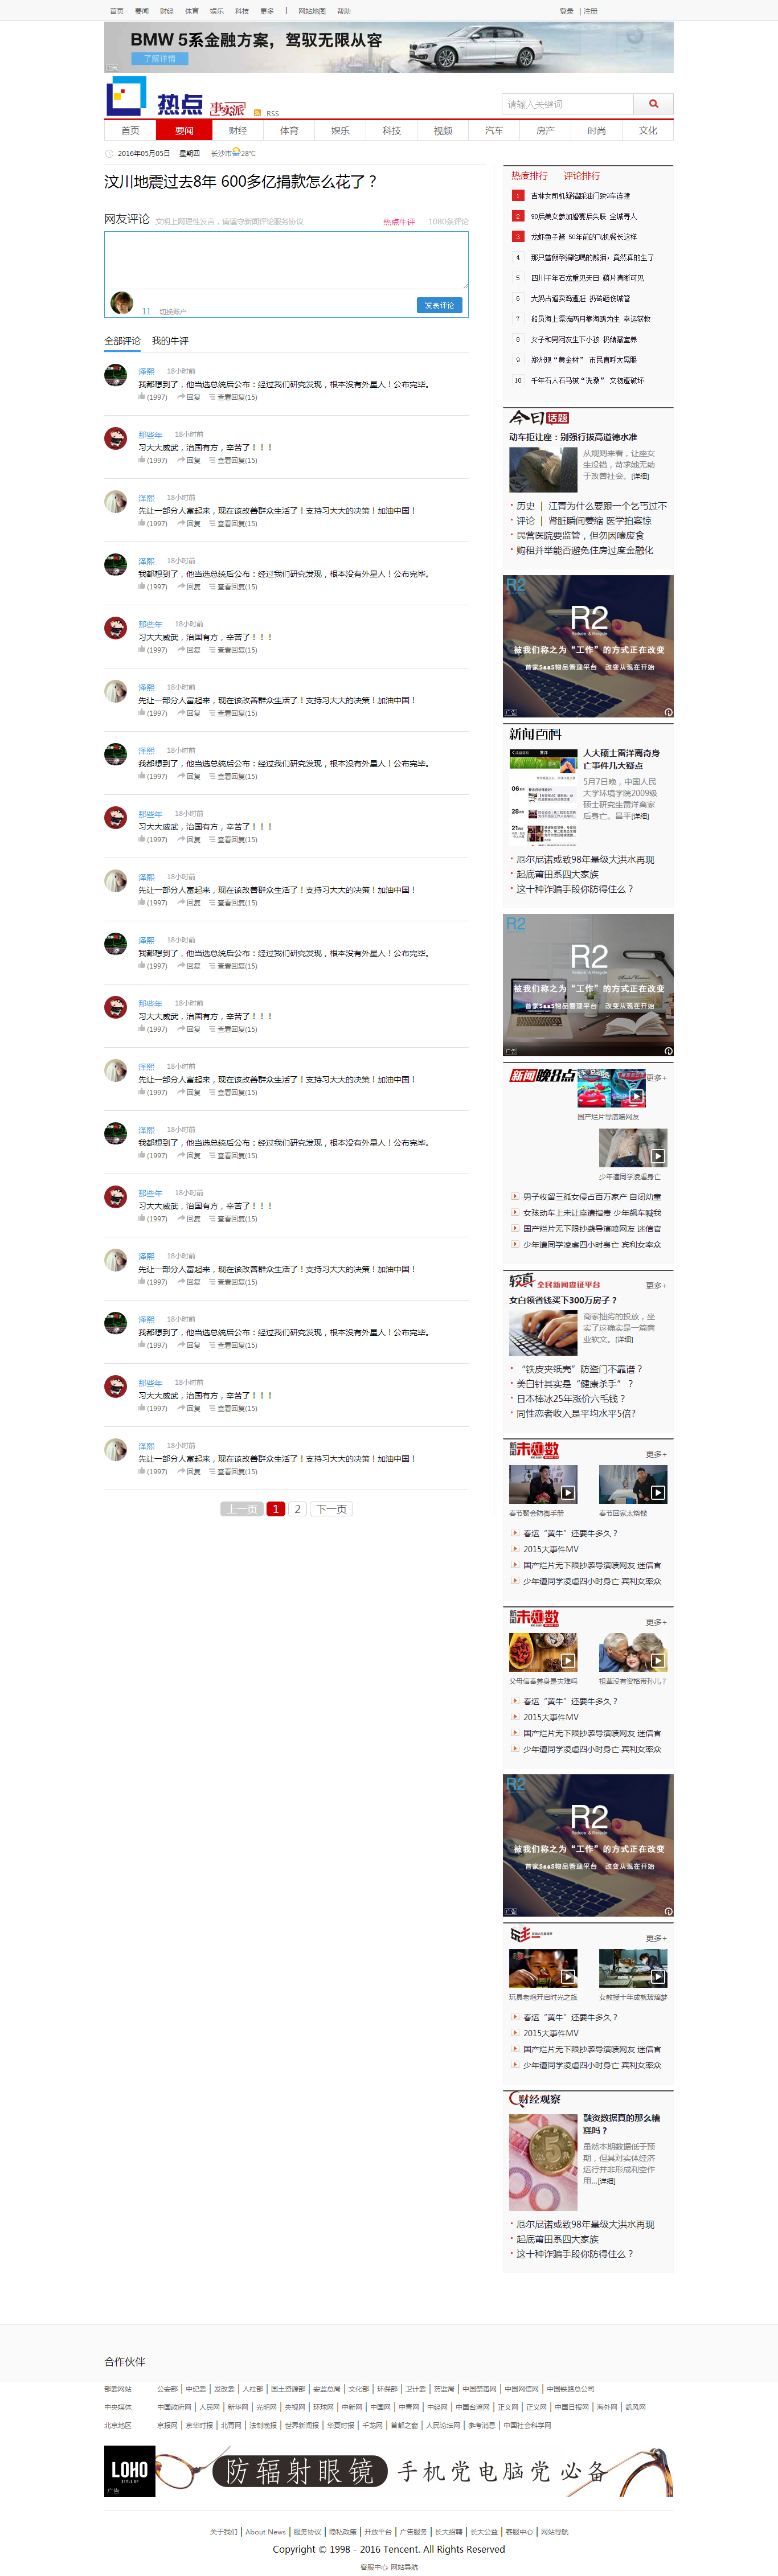 首页 要闻 财经 体育 娱乐 科技 更多 | 网站地图 帮助 登录 | 注册
BMW 5系金融方案，驾驭无限从容
了解详情
热点 事实派 RSS
请输入关键词
首页 要闻 财经 体育 娱乐 科技 视频 汽车 房产 时尚 文化
2016年05月05日 星期四 长沙市 28℃
汶川地震过去8年 600多亿捐款怎么花了？
网友评论 文明上网理性发言，请遵守新闻评论服务协议 热点牛评 1080条评论
11 切换账户 发表评论
全部评论 我的牛评
泽熙 18小时前
我都想到了，他当选总统后公布：经过我们研究发现，根本没有外星人！公布完毕。
(1997) 回复 查看回复(15)
那些年 18小时前
习大大威武，治国有方，辛苦了！！！
(1997) 回复 查看回复(15)
泽熙 18小时前
先让一部分人富起来，现在该改善群众生活了！支持习大大的决策！加油中国！
(1997) 回复 查看回复(15)
泽熙 18小时前
我都想到了，他当选总统后公布：经过我们研究发现，根本没有外星人！公布完毕。
(1997) 回复 查看回复(15)
那些年 18小时前
习大大威武，治国有方，辛苦了！！！
(1997) 回复 查看回复(15)
泽熙 18小时前
先让一部分人富起来，现在该改善群众生活了！支持习大大的决策！加油中国！
(1997) 回复 查看回复(15)
泽熙 18小时前
我都想到了，他当选总统后公布：经过我们研究发现，根本没有外星人！公布完毕。
(1997) 回复 查看回复(15)
那些年 18小时前
习大大威武，治国有方，辛苦了！！！
(1997) 回复 查看回复(15)
泽熙 18小时前
先让一部分人富起来，现在该改善群众生活了！支持习大大的决策！加油中国！
(1997) 回复 查看回复(15)
泽熙 18小时前
我都想到了，他当选总统后公布：经过我们研究发现，根本没有外星人！公布完毕。
(1997) 回复 查看回复(15)
那些年 18小时前
习大大威武，治国有方，辛苦了！！！
(1997) 回复 查看回复(15)
泽熙 18小时前
先让一部分人富起来，现在该改善群众生活了！支持习大大的决策！加油中国！
(1997) 回复 查看回复(15)
泽熙 18小时前
我都想到了，他当选总统后公布：经过我们研究发现，根本没有外星人！公布完毕。
(1997) 回复 查看回复(15)
那些年 18小时前
习大大威武，治国有方，辛苦了！！！
(1997) 回复 查看回复(15)
泽熙 18小时前
先让一部分人富起来，现在该改善群众生活了！支持习大大的决策！加油中国！
(1997) 回复 查看回复(15)
泽熙 18小时前
我都想到了，他当选总统后公布：经过我们研究发现，根本没有外星人！公布完毕。
(1997) 回复 查看回复(15)
那些年 18小时前
习大大威武，治国有方，辛苦了！！！
(1997) 回复 查看回复(15)
泽熙 18小时前
先让一部分人富起来，现在该改善群众生活了！支持习大大的决策！加油中国！
(1997) 回复 查看回复(15)
上一页 1 2 下一页
热度排行 评论排行
1 吉林女司机疑错踩油门致9车连撞
2 90后美女参加婚宴后失联 全城寻人
3 龙虾鱼子酱 50年前的飞机餐长这样
4 那只曾假孕骗吃喝的熊猫，竟然真的生了
5 四川千年石龙重见天日 鳞片清晰可见
6 大妈占道卖鸡遭赶 扔砖砸伤城管
7 船员海上漂流两月靠海鸥为生 幸运获救
8 女子和男网友生下小孩 扔储藏室养
9 郑州现“黄金树” 市民直呼太晃眼
10 千年石人石马被“洗桑” 文物遭破坏
今日话题
动车拒让座：别强行拔高道德水准
从规则来看，让座女
生没错，苛求她无助
于改善社会。[详细]
历史 | 江青为什么要跟一个乞丐过不
评论 | 肾脏瞬间萎缩 医学拍案惊
民营医院要监管，但勿因噎废食
购租并举能否避免住房过度金融化
R2
R2
Reduce & Recycle
被我们称之为“工作”的方式正在改变
首家SaaS物品管理平台 改变从现在开始
广告
新闻百科
人大硕士雷洋离奇身
亡事件几大疑点
5月7日晚，中国人民
大学环境学院2009级
硕士研究生雷洋离家
后身亡。昌平[详细]
厄尔尼诺或致98年最级大洪水再现
起底莆田系四大家族
这十种诈骗手段你防得住么？
R2
R2
Reduce & Recycle
被我们称之为“工作”的方式正在改变
首家SaaS物品管理平台 改变从现在开始
广告
新闻晚8点 更多+
国产烂片导演喷网友
少年遭同学凌虐身亡
男子收留三孤女侵占百万家产 自闭幼童
女孩动车上未让座遭指责 少年飙车喊我
国产烂片无下限抄袭导演喷网友 迷信官
少年遭同学凌虐四小时身亡 宾利女率众
较真 全民新闻查证平台 更多+
女白领省钱买下300万房子？
商家拙劣的投放，坐
实了这确实是一篇商
业软文。[详细]
“铁皮夹纸壳”防盗门不靠谱？
美白针其实是“健康杀手”？
日本棒冰25年涨价六毛钱？
同性恋者收入是平均水平5倍?
新闻未知数 更多+
春节聚会防御手册 春节回家太烧钱
春运“黄牛”还要牛多久？
2015大事件MV
国产烂片无下限抄袭导演喷网友 迷信官
少年遭同学凌虐四小时身亡 宾利女率众
新闻未知数 更多+
父母信奉养身是灾难吗 祖辈没有资格带孙儿？
春运“黄牛”还要牛多久？
2015大事件MV
国产烂片无下限抄袭导演喷网友 迷信官
少年遭同学凌虐四小时身亡 宾利女率众
R2
R2
Reduce & Recycle
被我们称之为“工作”的方式正在改变
首家SaaS物品管理平台 改变从现在开始
广告
更多+
玩具老炮开启时光之旅 女教授十年成就玻璃梦
春运“黄牛”还要牛多久？
2015大事件MV
国产烂片无下限抄袭导演喷网友 迷信官
少年遭同学凌虐四小时身亡 宾利女率众
财经观察
融资数据真的那么糟
糕吗？
虽然本期数据低于预
期，但其对实体经济
运行并非形成利空作
用...[详细]
厄尔尼诺或致98年最级大洪水再现
起底莆田系四大家族
这十种诈骗手段你防得住么？
合作伙伴
部委网站 公安部 | 中纪委 | 发改委 | 人社部 | 国土资源部 | 安监总局 | 文化部 | 环保部 | 卫计委 | 药监局 | 中国禁毒网 | 中国网信网 | 中国铁路总公司
中央媒体 中国政府网 | 人民网 | 新华网 | 光明网 | 央视网 | 环球网 | 中新网 | 中国网 | 中青网 | 中经网 | 中国台湾网 | 正义网 | 正义网 | 中国日报网 | 海外网 | 凯风网
北京地区 京报网 | 京华时报 | 北青网 | 法制晚报 | 世界新闻报 | 华夏时报 | 千龙网 | 首都之窗 | 人民论坛网 | 参考消息 | 中国社会科学网
LOHO
STYLE UP
广告
防辐射眼镜 手机党电脑党必备
关于我们 | About News | 服务协议 | 隐私政策 | 开放平台 | 广告服务 | 长大招聘 | 长大公益 | 客服中心 | 网站导航
Copyright © 1998 - 2016 Tencent. All Rights Reserved
客服中心 网站导航